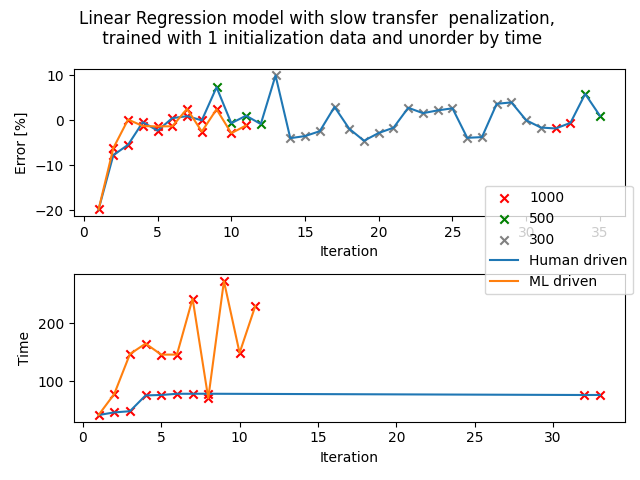 Linear Regression model with slow transfer  penalization,
trained with 1 initialization data and unorder by time
10
0
−10
−20
Error [%]
0 5 10 15 20 25 30 35
Iteration
1000
500
300
Human driven
ML driven
200
100
Time
0 5 10 15 20 25 30
Iteration